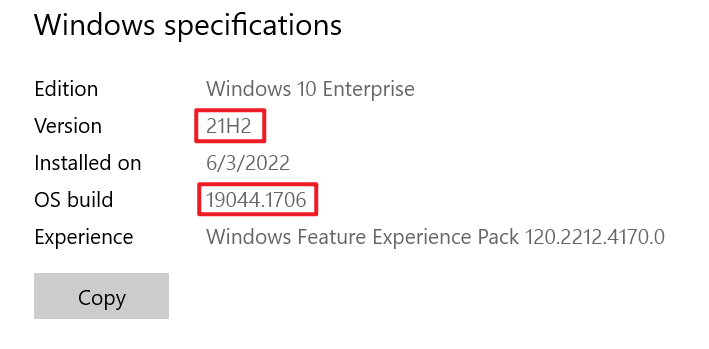 Windows specifications
Edition Windows 10 Enterprise
Version 21H2
Installed on 6/3/2022
OS build 19044.1706
Experience Windows Feature Experience Pack 120.2212.4170.0
Copy